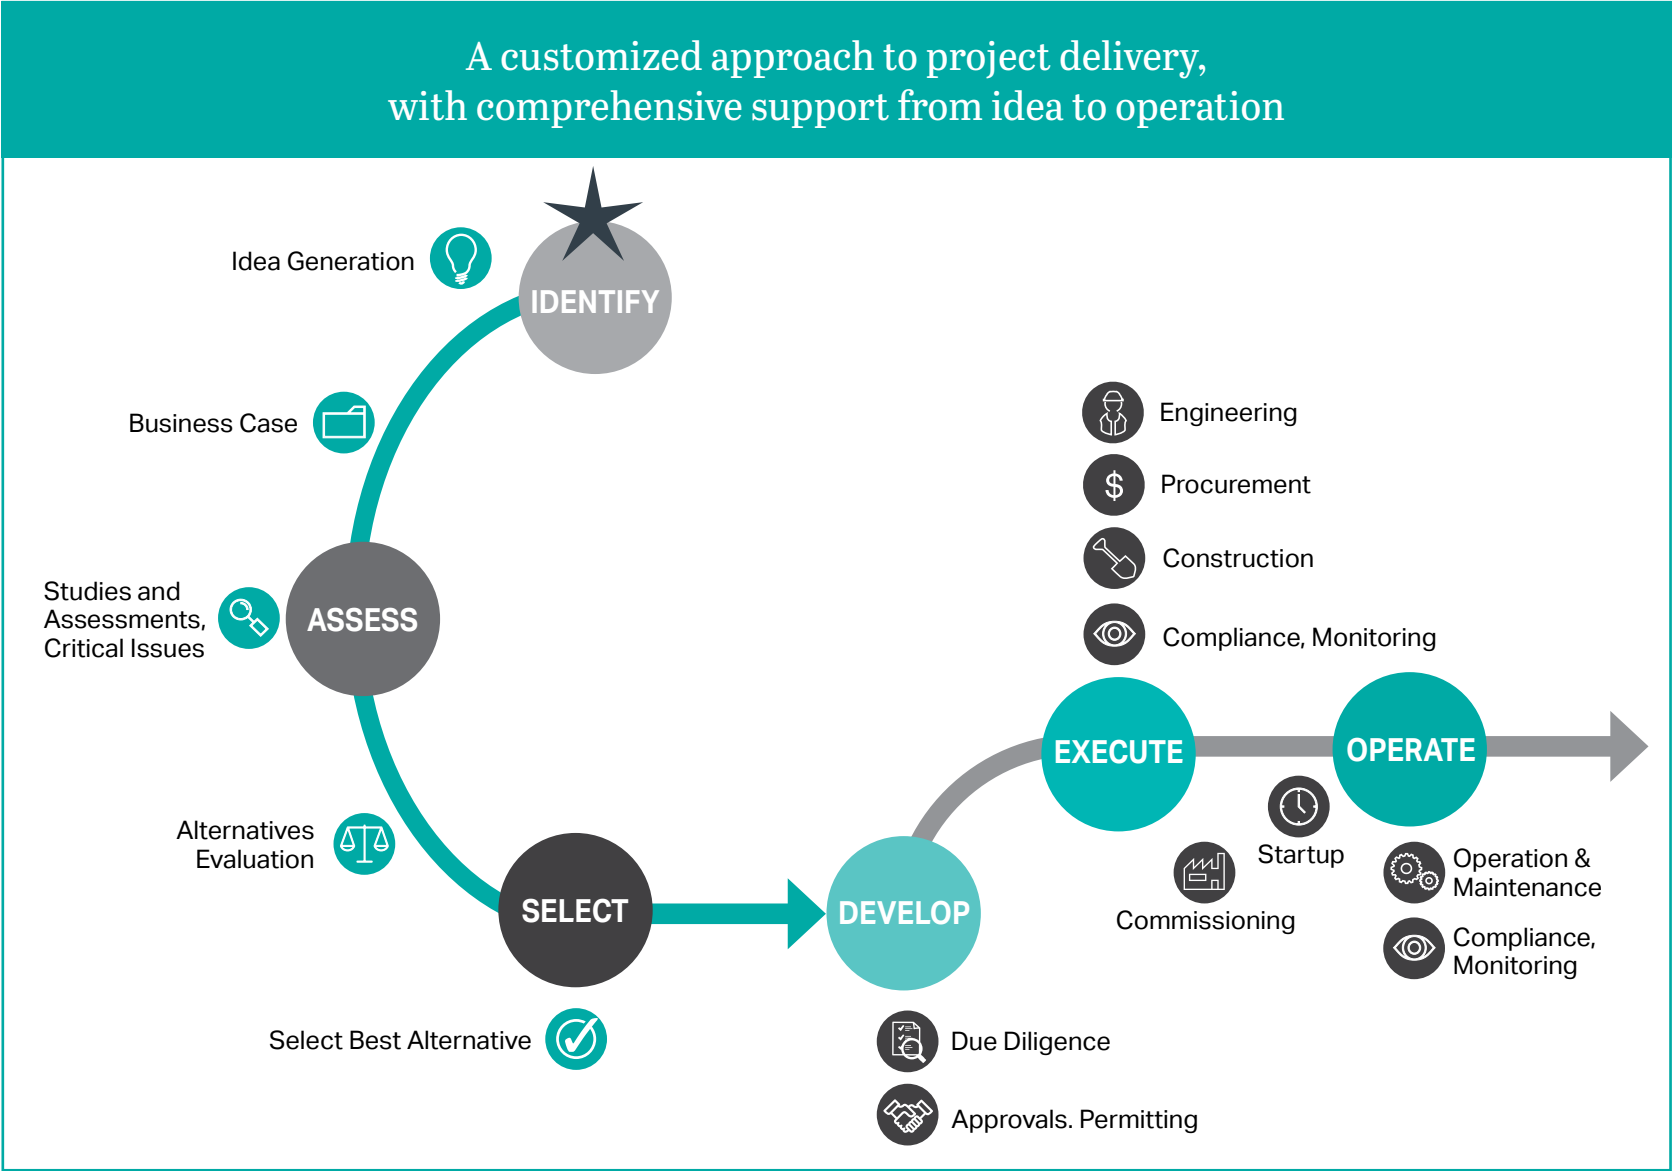 A customized approach to project delivery,
with comprehensive support from idea to operation
Idea Generation
IDENTIFY
Business Case
Studies and
Assessments,
Critical Issues
ASSESS
Alternatives
Evaluation
SELECT
Select Best Alternative
DEVELOP
Due Diligence
Approvals. Permitting
Engineering
$
Procurement
Construction
Compliance, Monitoring
EXECUTE
Commissioning
Startup
OPERATE
Operation &
Maintenance
Compliance,
Monitoring